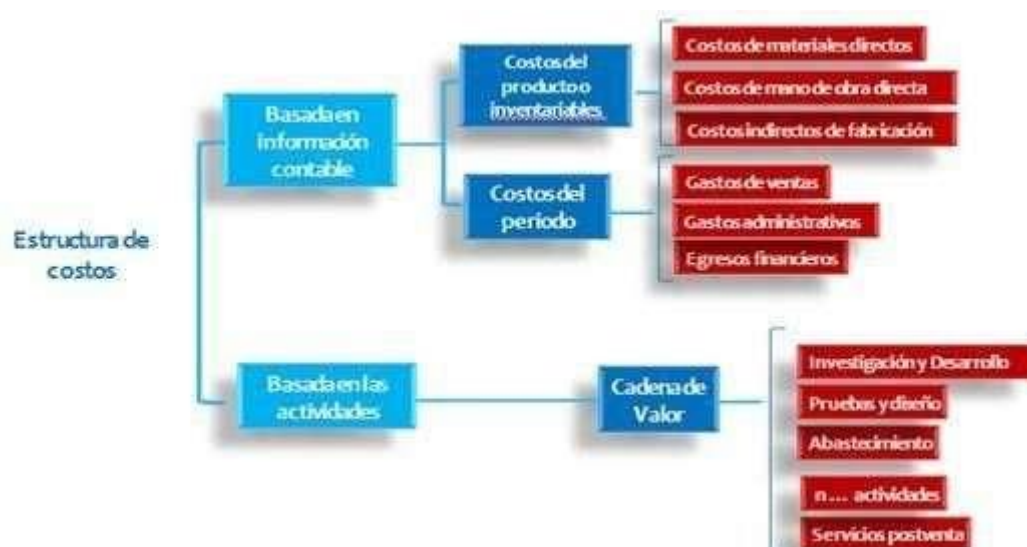 Estructura de
costos
Basada en
información
contable
Costos del
producto o
inventariables
Costos de materiales directos
Costos de mano de obra directa
Costos indirectos de fabricación
Costos del
periodo
Gastos de ventas
Gastos administrativos
Egresos financieros
Basada en las
actividades
Cadena de
Valor
Investigación y Desarrollo
Pruebas y diseño
Abastecimiento
n... actividades
Servicios postventa